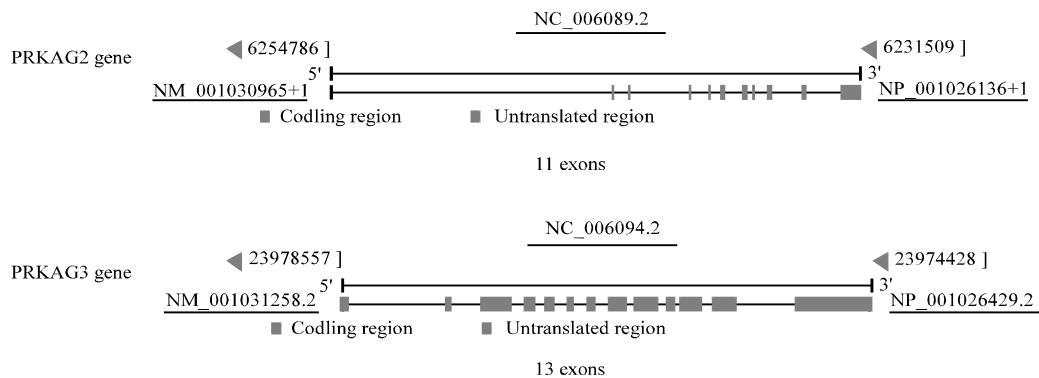 NC_006089.2
PRKAG2 gene
6254786 ]
6231509 ]
5' 3'
NM_001030965+1
NP_001026136+1
Codling region Untranslated region
11 exons
NC_006094.2
PRKAG3 gene
23978557 ]
23974428 ]
5' 3'
NM_001031258.2
NP_001026429.2
Codling region Untranslated region
13 exons